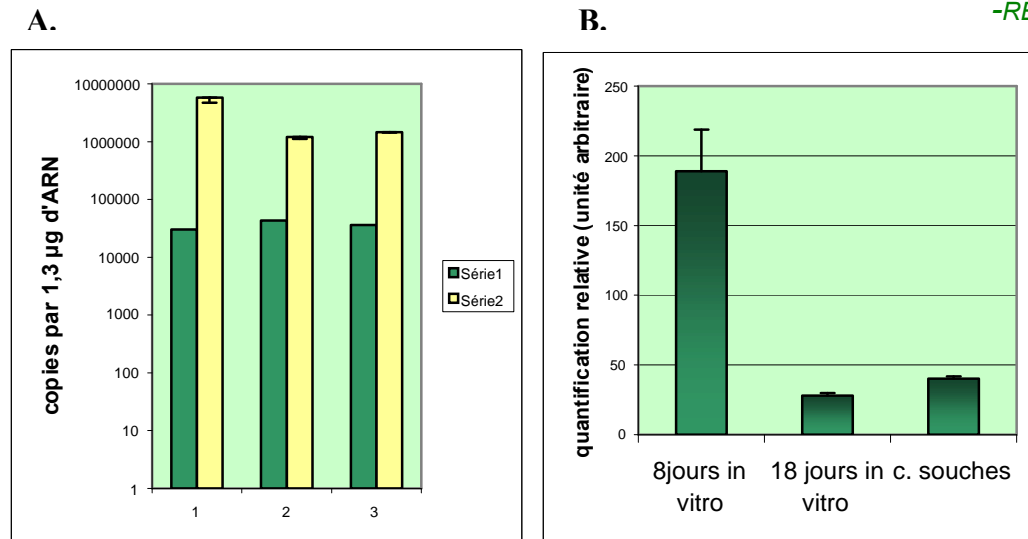 A.
B.
-RE
copies par 1,3 µg d'ARN
10000000
1000000
100000
10000
1000
100
10
1
1 2 3
Série1
Série2
quantification relative (unité arbitraire)
250
200
150
100
50
0
8jours in vitro
18 jours in vitro
c. souches